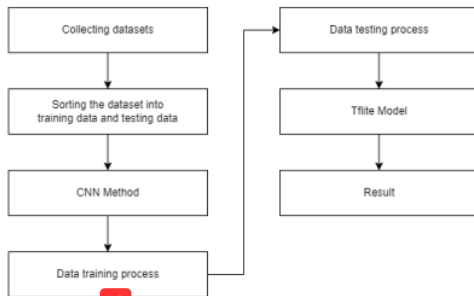 Collecting datasets
Sorting the dataset into
training data and testing data
CNN Method
Data training process
Data testing process
Tflite Model
Result